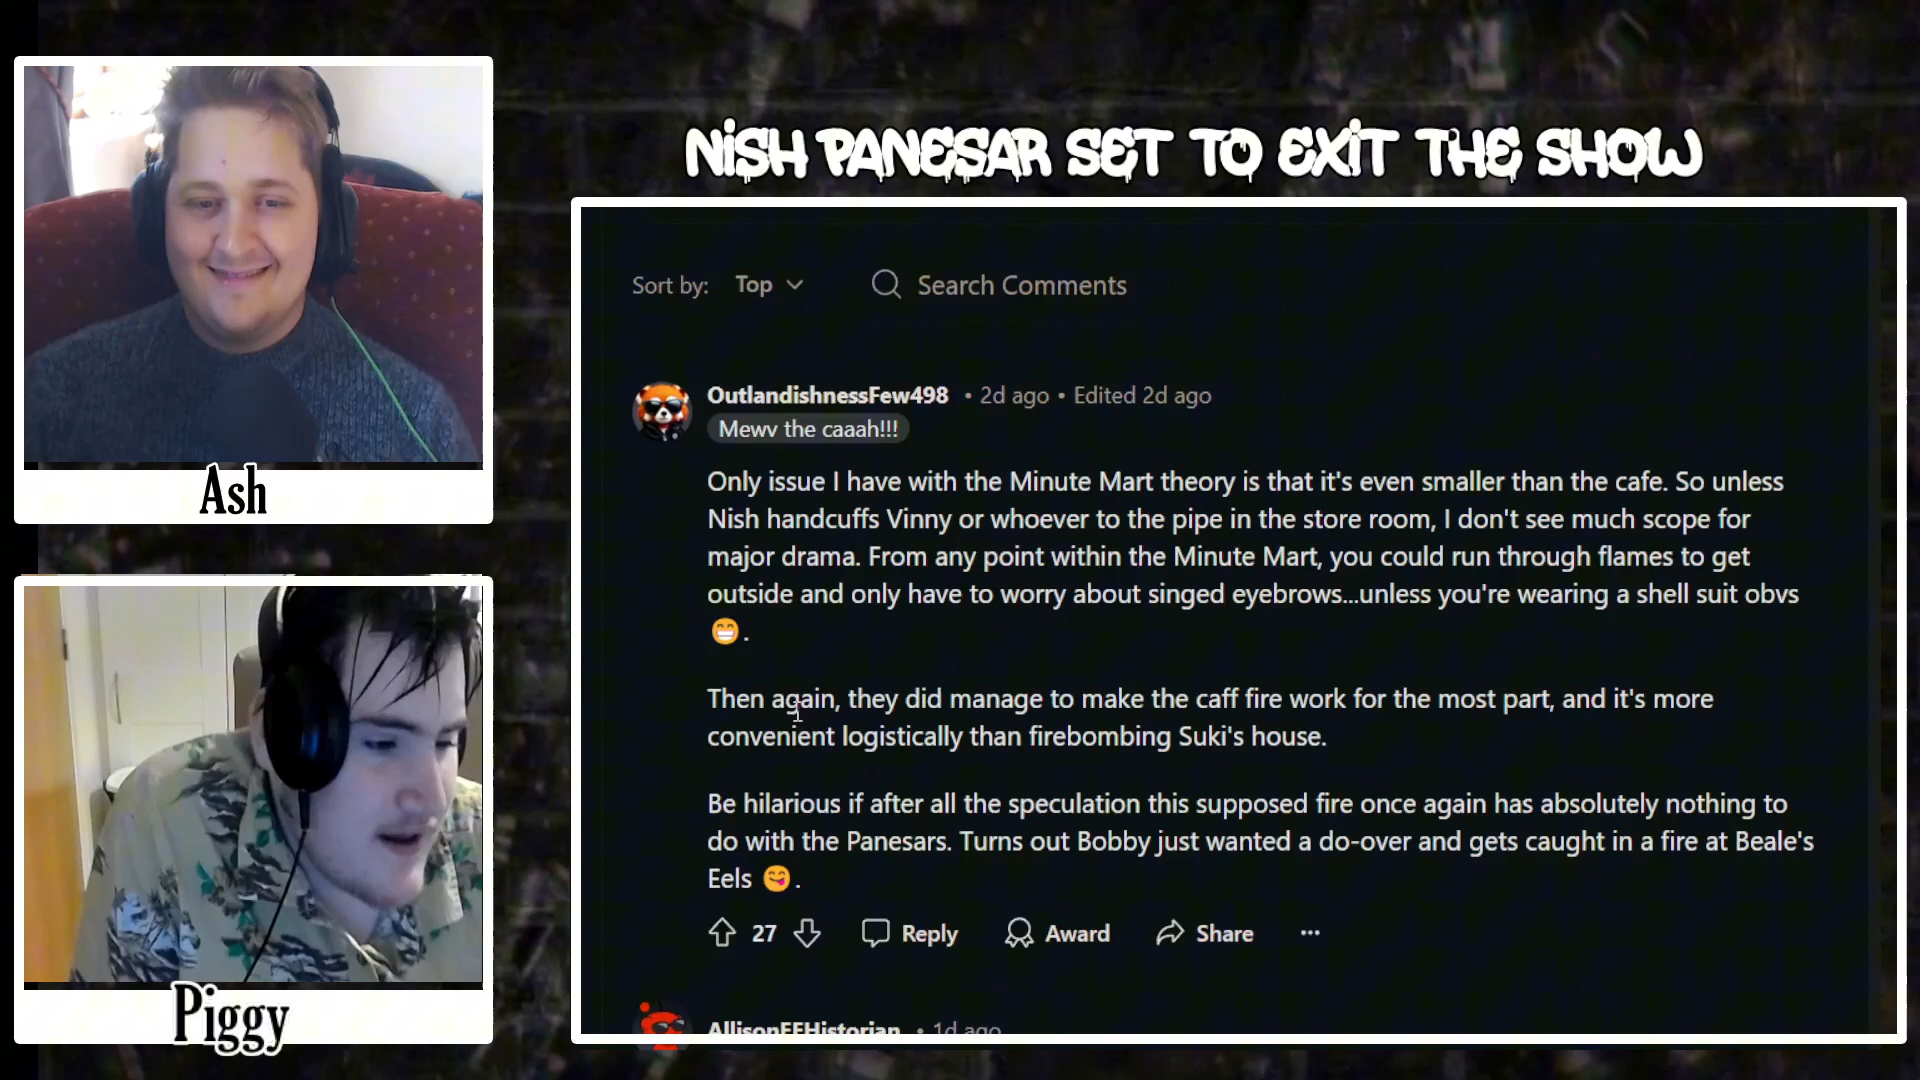 NISH PANESAR SET TO EXIT THE SHOW
Ash
Piggy
Sort by: Top
Search Comments
OutlandishnessFew498 • 2d ago • Edited 2d ago
Mewv the caaah!!!
Only issue I have with the Minute Mart theory is that it's even smaller than the cafe. So unless
Nish handcuffs Vinny or whoever to the pipe in the store room, I don't see much scope for
major drama. From any point within the Minute Mart, you could run through flames to get
outside and only have to worry about singed eyebrows...unless you're wearing a shell suit obvs
😁.
Then again, they did manage to make the caff fire work for the most part, and it's more
convenient logistically than firebombing Suki's house.
Be hilarious if after all the speculation this supposed fire once again has absolutely nothing to
do with the Panesars. Turns out Bobby just wanted a do-over and gets caught in a fire at Beale's
Eels 😋.
27 Reply Award Share ...
AllisonEEHistorian • 1d ago